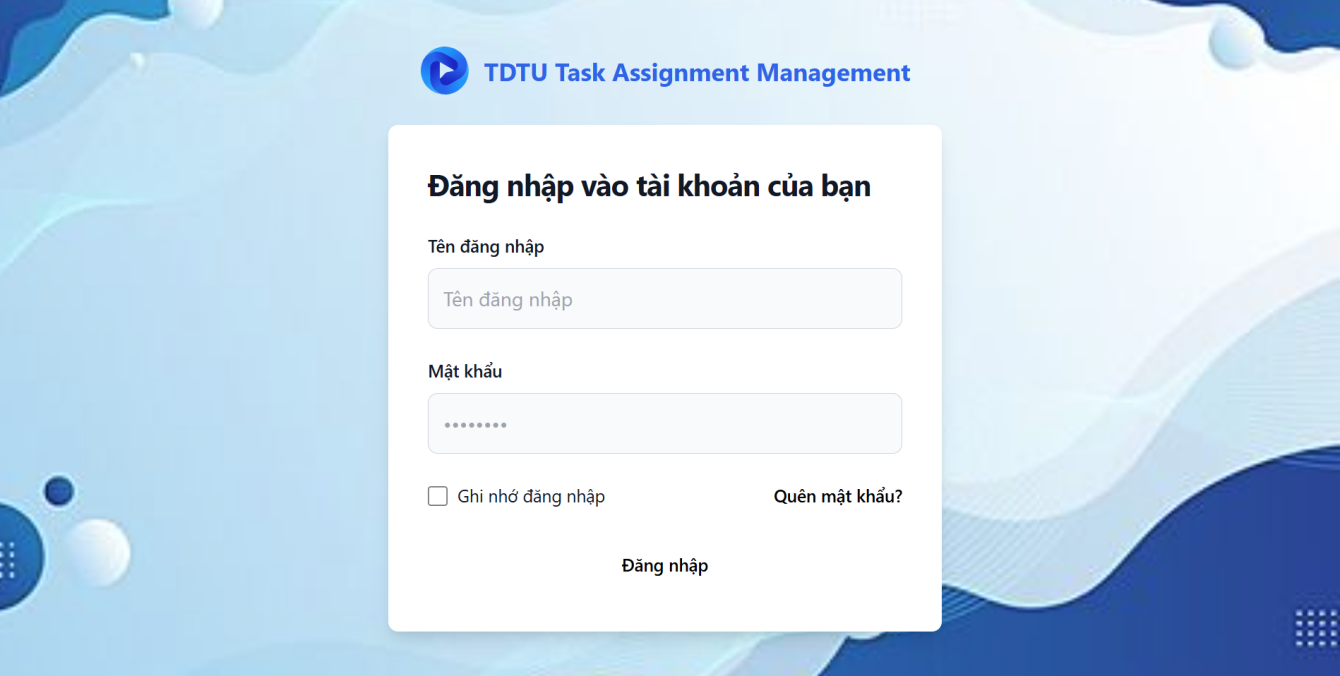 TDTU Task Assignment Management
Đăng nhập vào tài khoản của bạn
Tên đăng nhập
Tên đăng nhập
Mật khẩu
••••••••
Ghi nhớ đăng nhập
Quên mật khẩu?
Đăng nhập